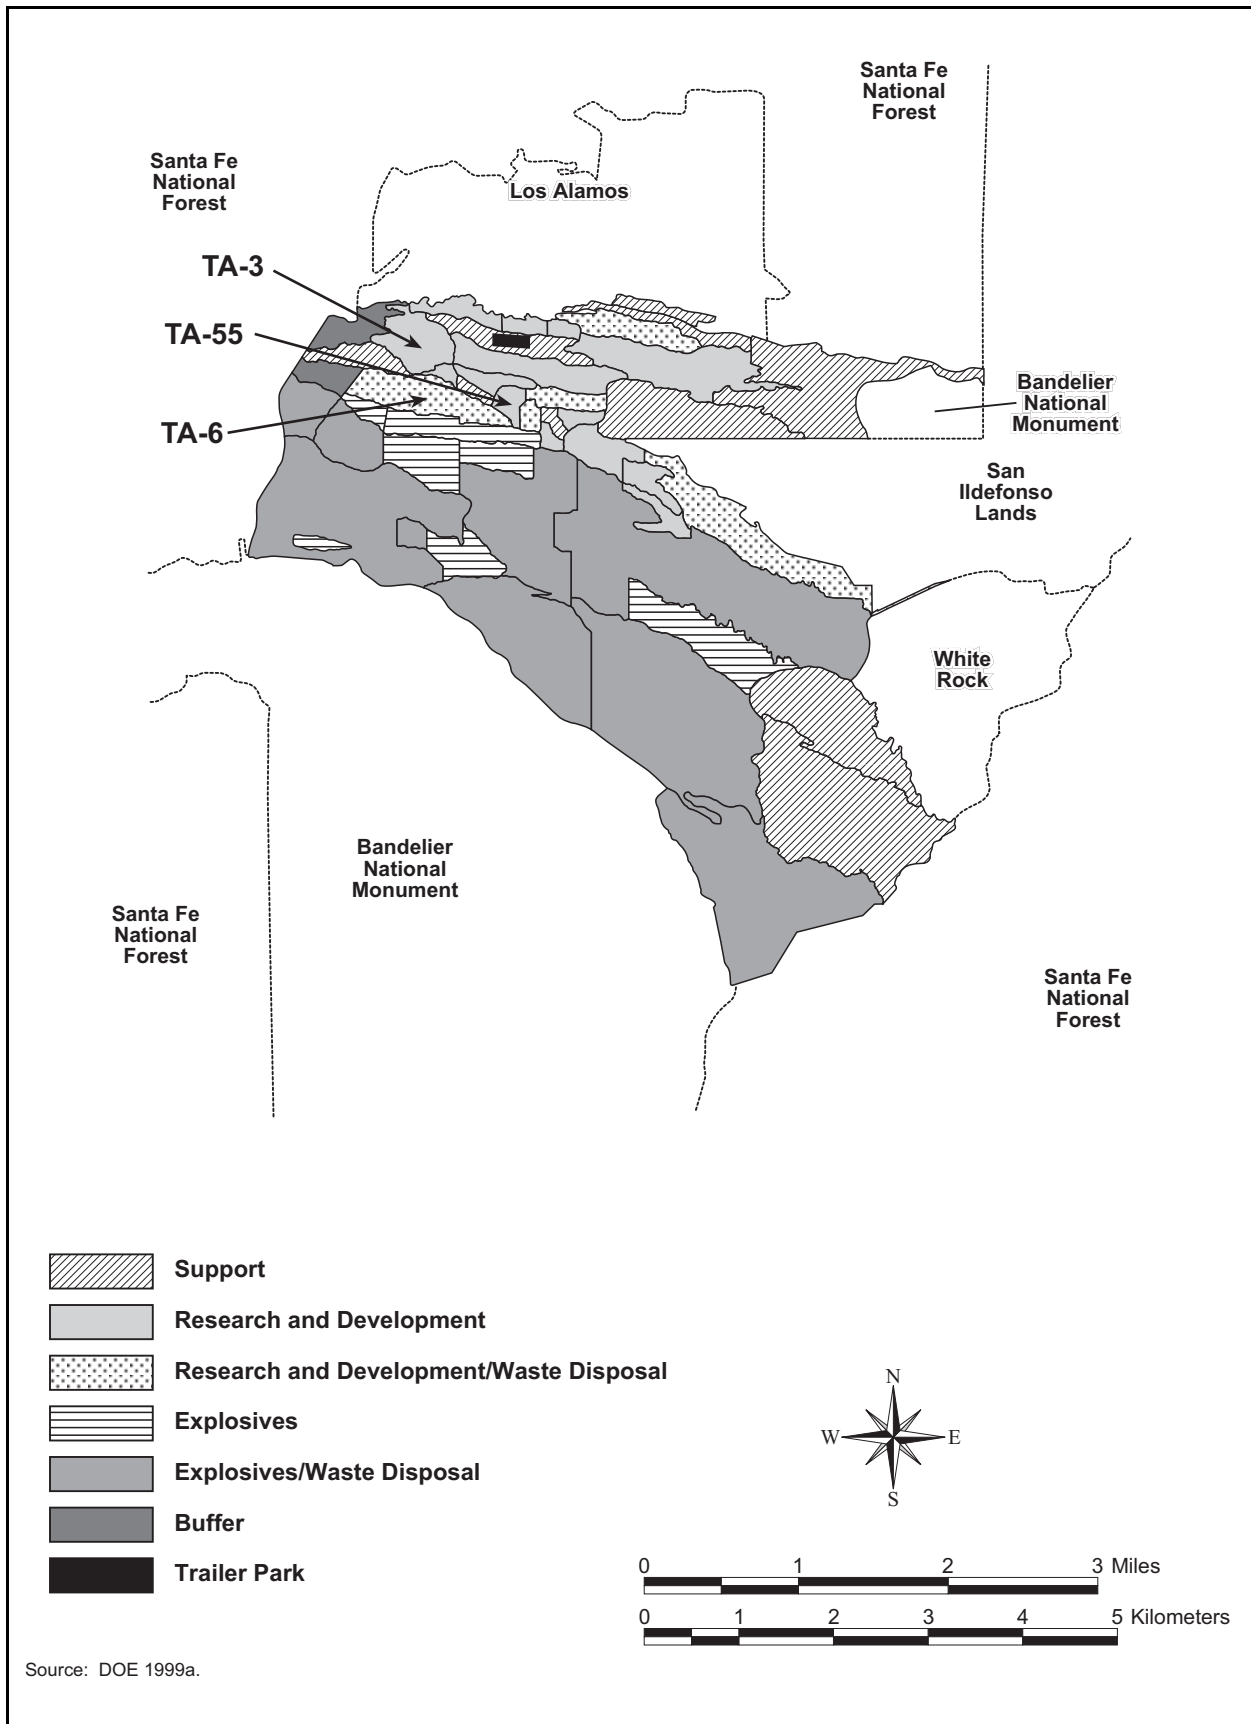 Santa Fe
National
Forest
Santa Fe
National
Forest
Los Alamos
TA-3
TA-55
Bandelier
National
Monument
TA-6
San
Ildefonso
Lands
White
Rock
Bandelier
National
Monument
Santa Fe
National
Forest
Santa Fe
National
Forest
Support
Research and Development
Research and Development/Waste Disposal
Explosives
Explosives/Waste Disposal
Buffer
Trailer Park
N
W E
S
0 1 2 3 Miles
0 1 2 3 4 5 Kilometers
Source: DOE 1999a.